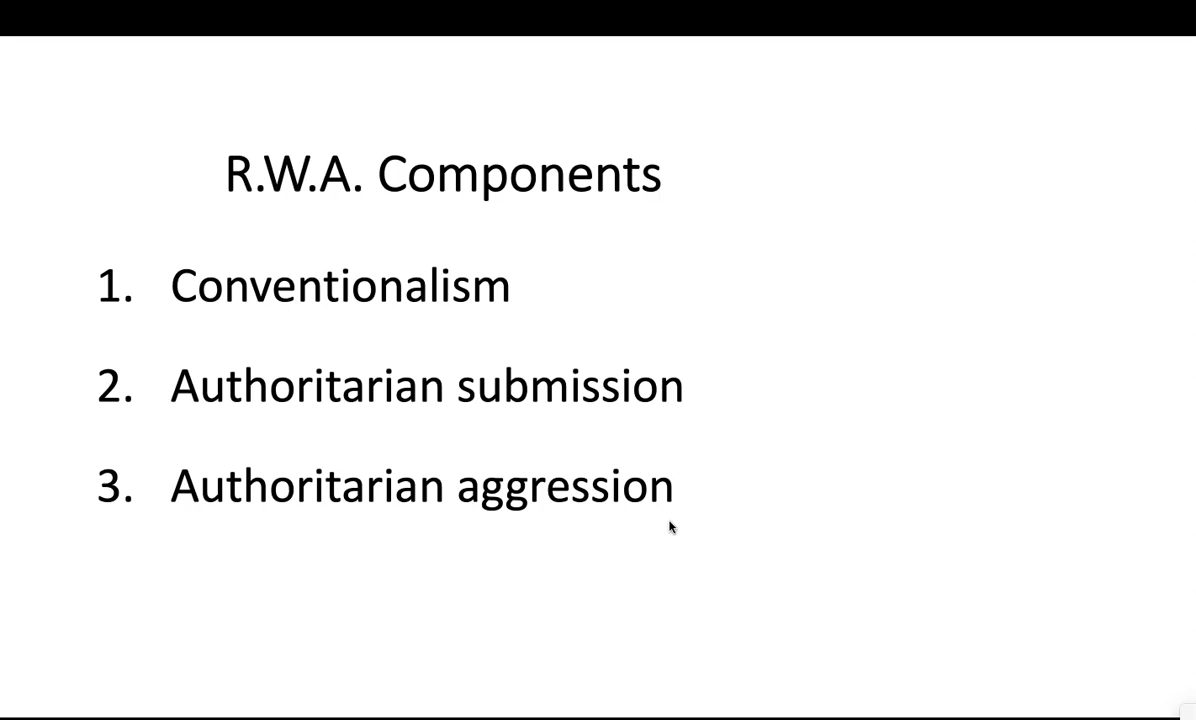 R.W.A. Components
1. Conventionalism
2. Authoritarian submission
3. Authoritarian aggression